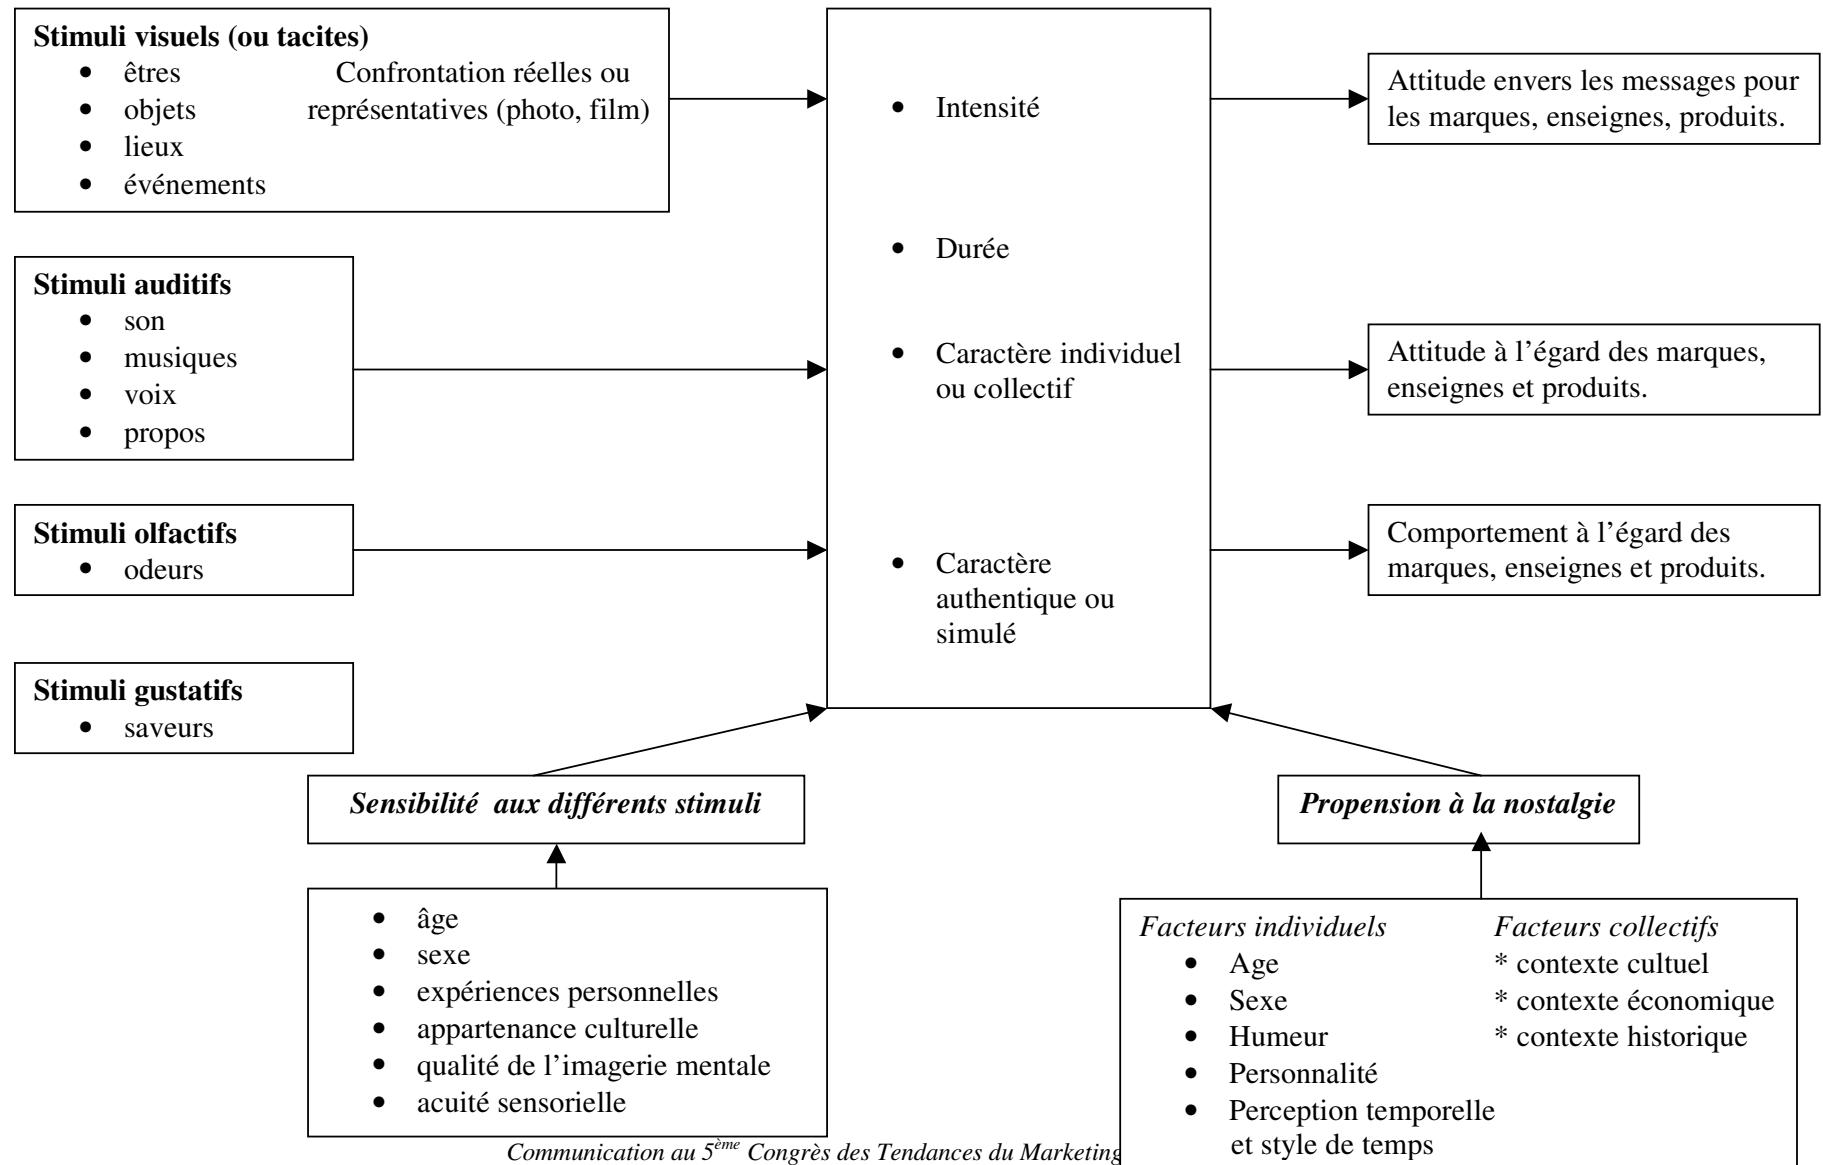 Stimuli visuels (ou tacites)
• êtres Confrontation réelles ou
• objets représentatives (photo, film)
• lieux
• événements
Stimuli auditifs
• son
• musiques
• voix
• propos
Stimuli olfactifs
• odeurs
Stimuli gustatifs
• saveurs
• Intensité
• Durée
• Caractère individuel
ou collectif
• Caractère
authentique ou
simulé
Attitude envers les messages pour
les marques, enseignes, produits.
Attitude à l’égard des marques,
enseignes et produits.
Comportement à l’égard des
marques, enseignes et produits.
Sensibilité aux différents stimuli
• âge
• sexe
• expériences personnelles
• appartenance culturelle
• qualité de l’imagerie mentale
• acuité sensorielle
Propension à la nostalgie
Facteurs individuels Facteurs collectifs
• Age * contexte cultuel
• Sexe * contexte économique
• Humeur * contexte historique
• Personnalité
• Perception temporelle
et style de temps
Communication au 5ème Congrès des Tendances du Marketing